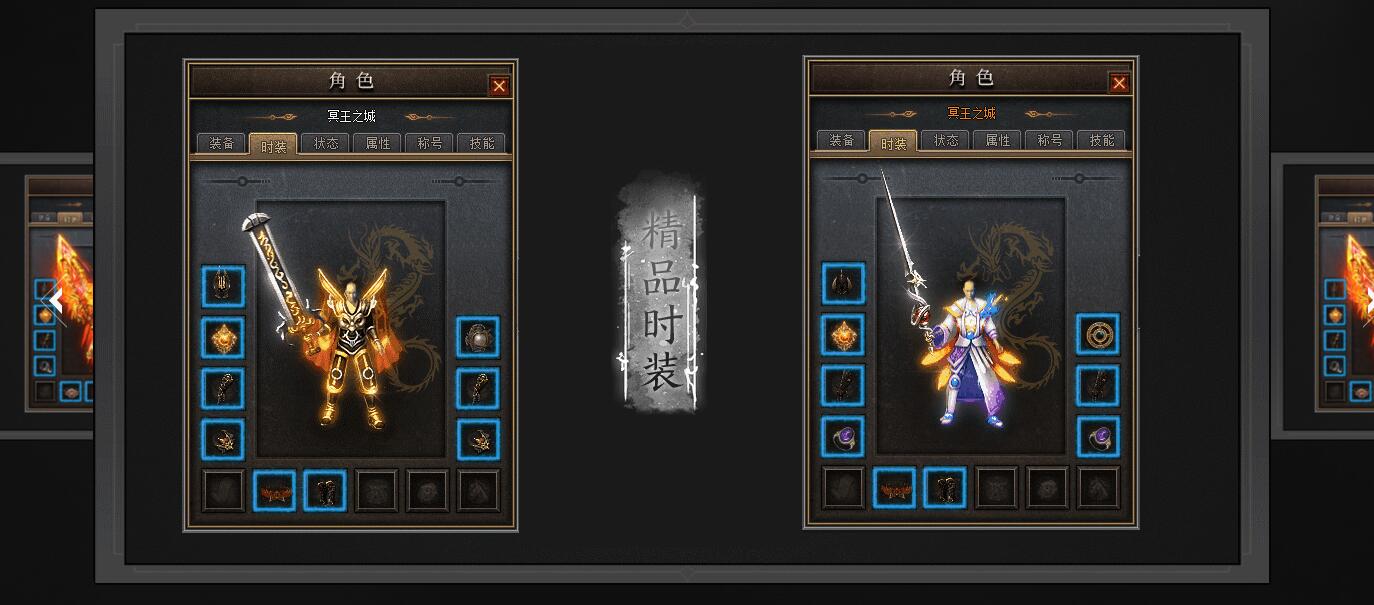 角色
冥王之城
装备 时装 状态 属性 称号 技能
精品时装
角色
冥王之城
装备 时装 状态 属性 称号 技能